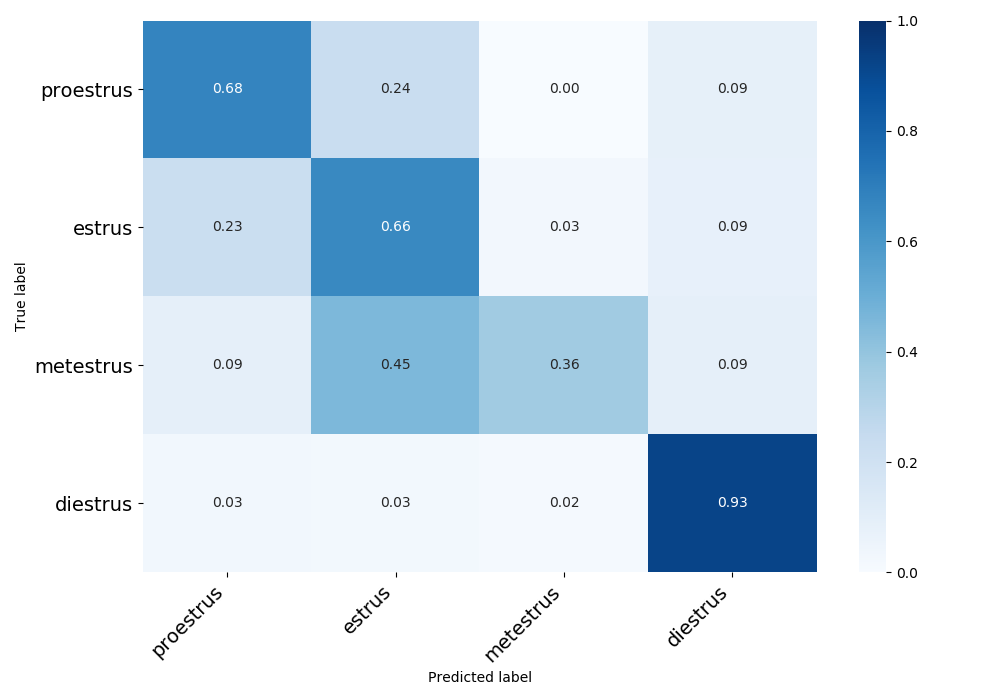 proestrus 0.68 0.24 0.00 0.09
estrus 0.23 0.66 0.03 0.09
metestrus 0.09 0.45 0.36 0.09
diestrus 0.03 0.03 0.02 0.93
proestrus estrus metestrus diestrus
Predicted label
True label
1.0
0.8
0.6
0.4
0.2
0.0